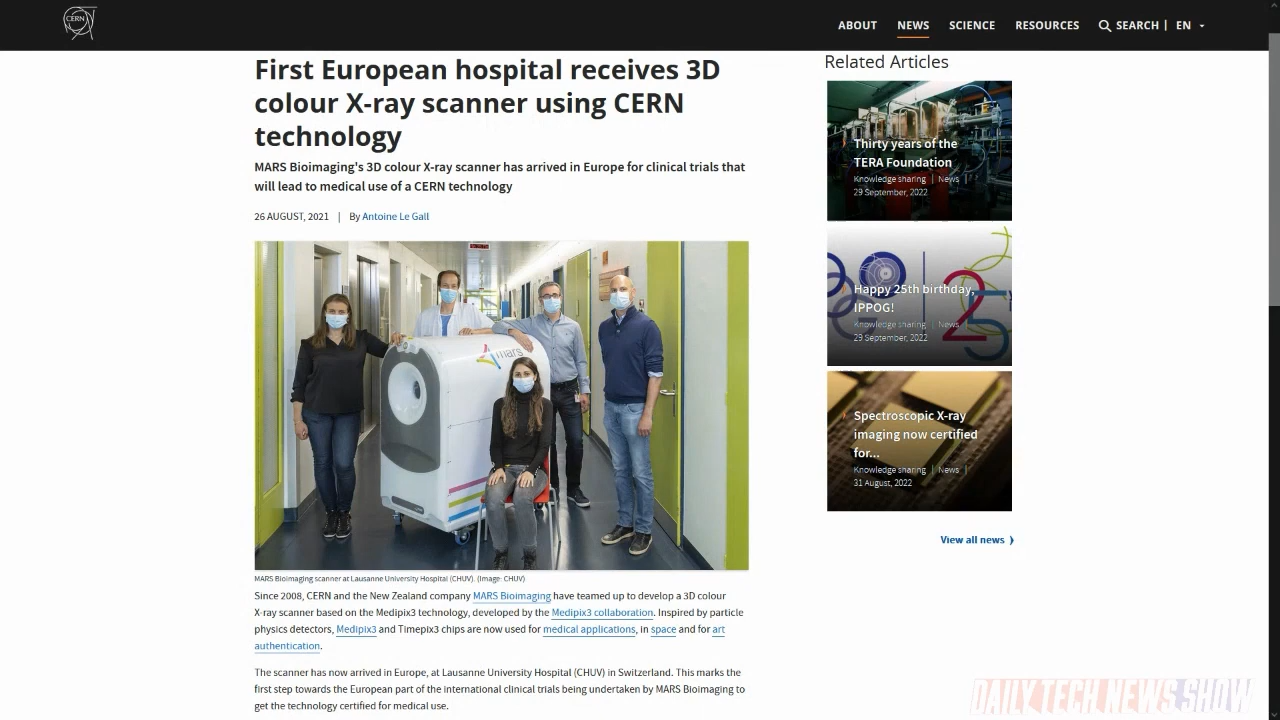 CERN
ABOUT
NEWS
SCIENCE
RESOURCES
SEARCH |
EN
First European hospital receives 3D
colour X-ray scanner using CERN
technology
MARS Bioimaging's 3D colour X-ray scanner has arrived in Europe for clinical trials that
will lead to medical use of a CERN technology
26 AUGUST, 2021 | By Antoine Le Gall
mars
MARS Bioimaging scanner at Lausanne University Hospital (CHUV). (Image: CHUV)
Since 2008, CERN and the New Zealand company MARS Bioimaging have teamed up to develop a 3D colour
X-ray scanner based on the Medipix3 technology, developed by the Medipix3 collaboration. Inspired by particle
physics detectors, Medipix3 and Timepix3 chips are now used for medical applications, in space and for art
authentication.
The scanner has now arrived in Europe, at Lausanne University Hospital (CHUV) in Switzerland. This marks the
first step towards the European part of the international clinical trials being undertaken by MARS Bioimaging to
get the technology certified for medical use.
Related Articles
Thirty years of the
TERA Foundation
Knowledge sharing | News |
29 September, 2022
Happy 25th birthday,
IPPOG!
Knowledge sharing | News |
29 September, 2022
Spectroscopic X-ray
imaging now certified
for...
Knowledge sharing | News |
31 August, 2022
View all news
DAILY TECH NEWS SHOW